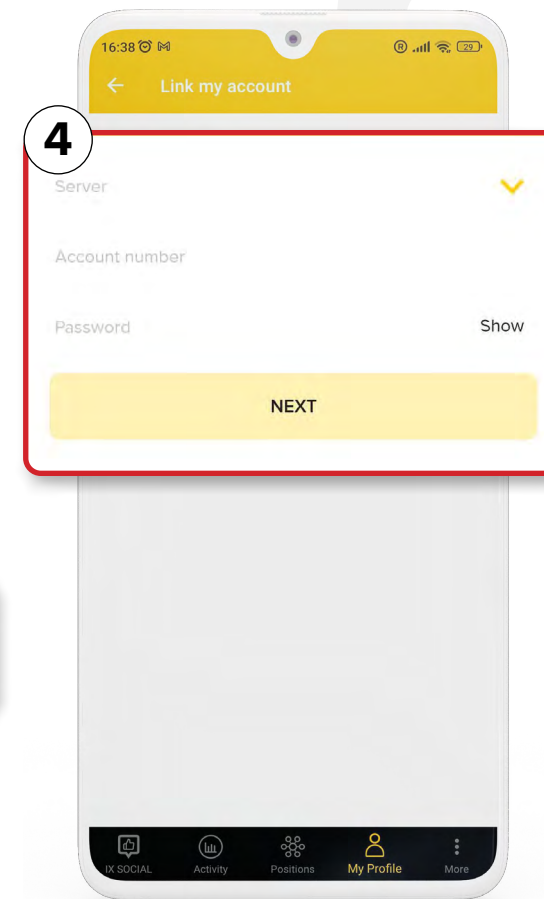 16:38
29
Link my account
4
Server
Account number
Password Show
NEXT
IX SOCIAL Activity Positions My Profile More